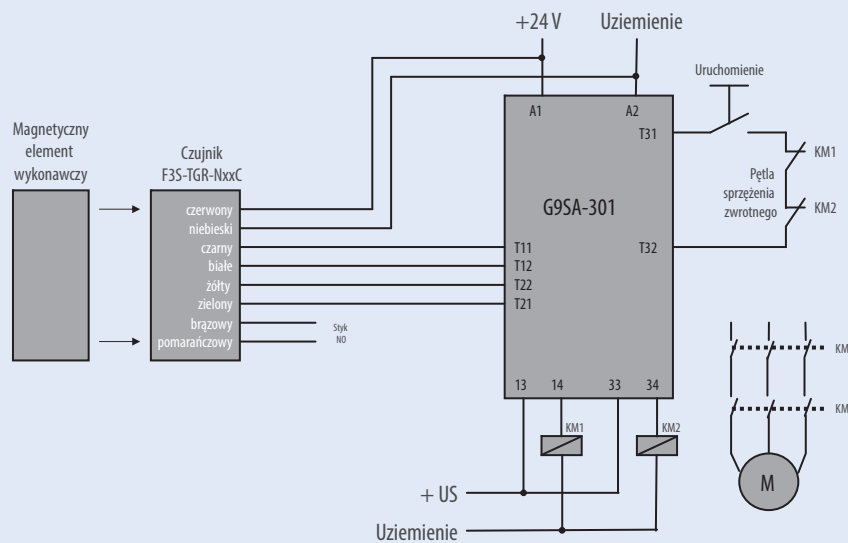 +24 V
Uziemienie
Uruchomienie
Magnetyczny
element
wykonawczy
Czujnik
F3S-TGR-NxxC
A1
A2
T31
KM1
Pętla
sprzężenia
zwrotnego
KM2
czerwony
niebieski
czarny
białe
żółty
zielony
brązowy
pomarańczowy
G9SA-301
T11
T12
T22
T21
T32
Styk
NO
13
14
33
34
KM1
KM2
KM
KM
M
+ US
Uziemienie